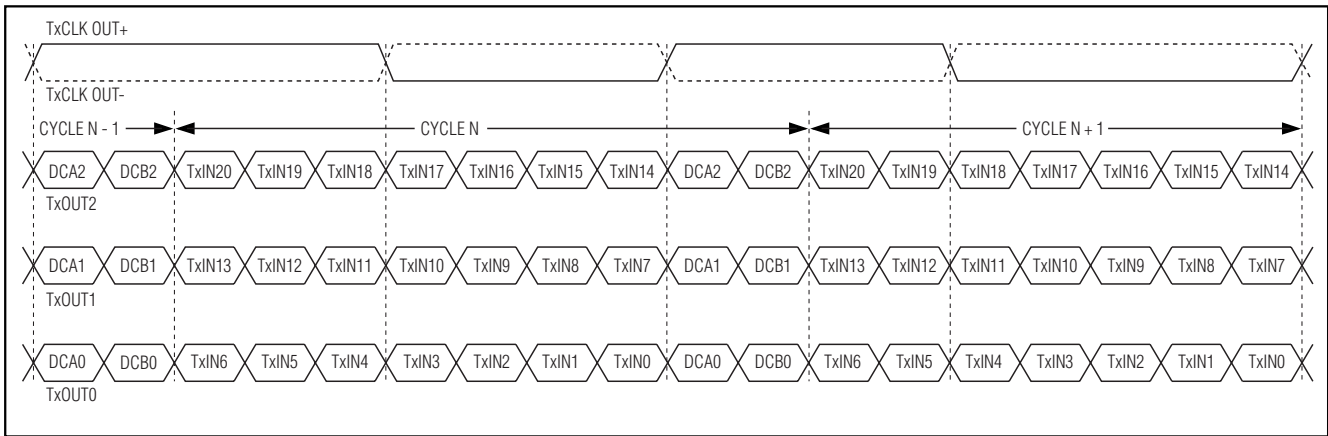 TxCLK OUT+
TxCLK OUT-
CYCLE N - 1 CYCLE N CYCLE N + 1
DCA2 DCB2 TxIN20 TxIN19 TxIN18 TxIN17 TxIN16 TxIN15 TxIN14 DCA2 DCB2 TxIN20 TxIN19 TxIN18 TxIN17 TxIN16 TxIN15 TxIN14
TxOUT2
DCA1 DCB1 TxIN13 TxIN12 TxIN11 TxIN10 TxIN9 TxIN8 TxIN7 DCA1 DCB1 TxIN13 TxIN12 TxIN11 TxIN10 TxIN9 TxIN8 TxIN7
TxOUT1
DCA0 DCB0 TxIN6 TxIN5 TxIN4 TxIN3 TxIN2 TxIN1 TxIN0 DCA0 DCB0 TxIN6 TxIN5 TxIN4 TxIN3 TxIN2 TxIN1 TxIN0
TxOUT0